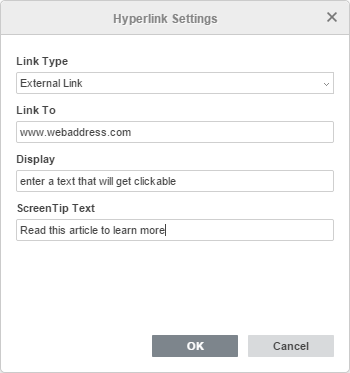 Hyperlink Settings
Link Type
External Link
Link To
www.webaddress.com
Display
enter a text that will get clickable
ScreenTip Text
Read this article to learn more
OK
Cancel